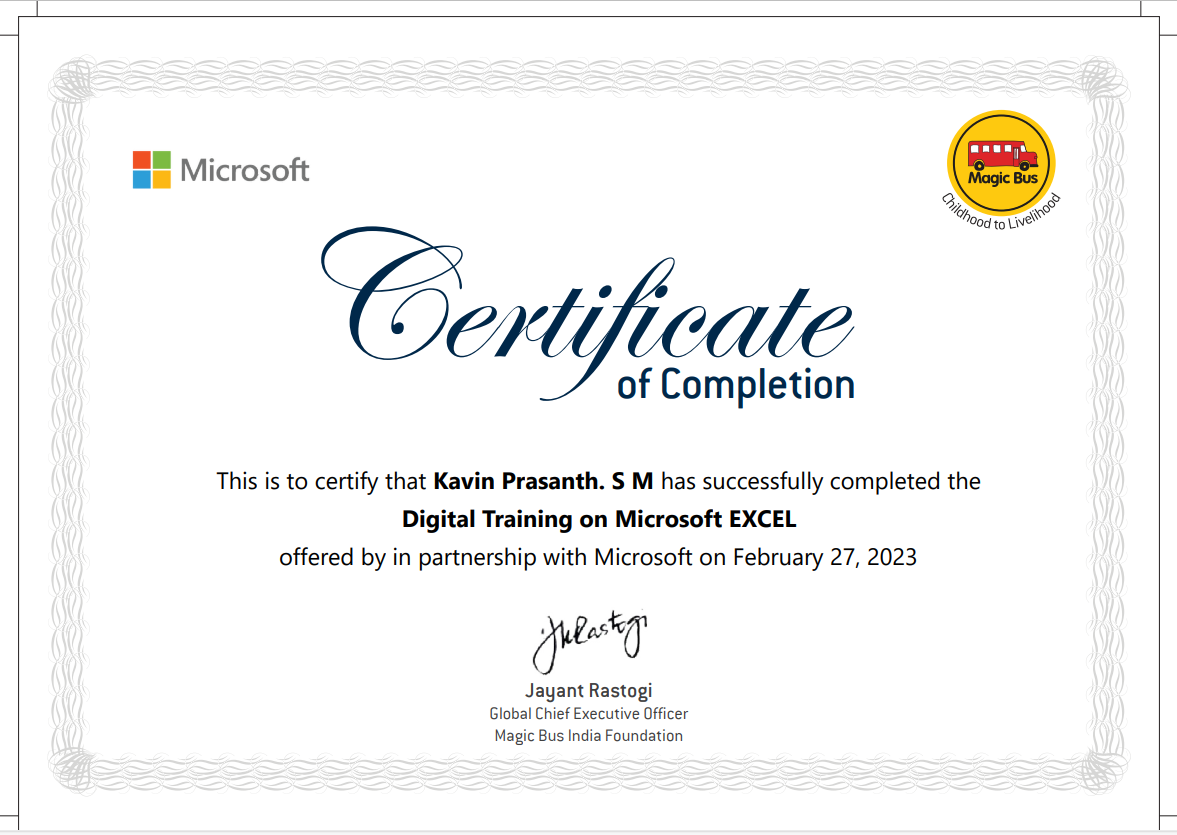 Microsoft
Magic Bus
Childhood to Livelihood
Certificate
of Completion
This is to certify that Kavin Prasanth. S M has successfully completed the
Digital Training on Microsoft EXCEL
offered by in partnership with Microsoft on February 27, 2023
JKRastogi
Jayant Rastogi
Global Chief Executive Officer
Magic Bus India Foundation